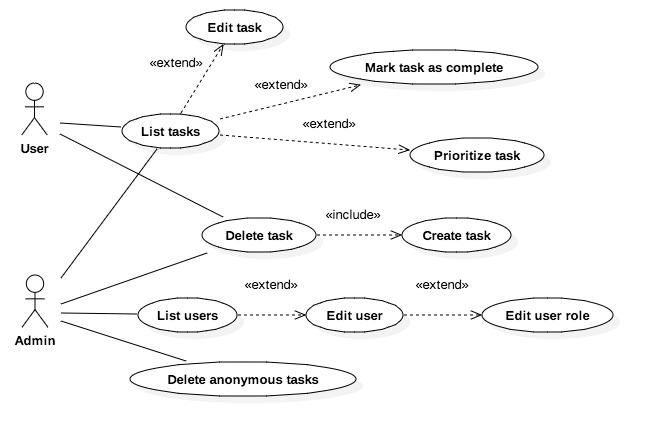 Edit task
«extend»
Mark task as complete
«extend»
«extend»
List tasks
User
Prioritize task
«include»
Delete task
Create task
«extend»
«extend»
List users
Edit user
Edit user role
Admin
Delete anonymous tasks